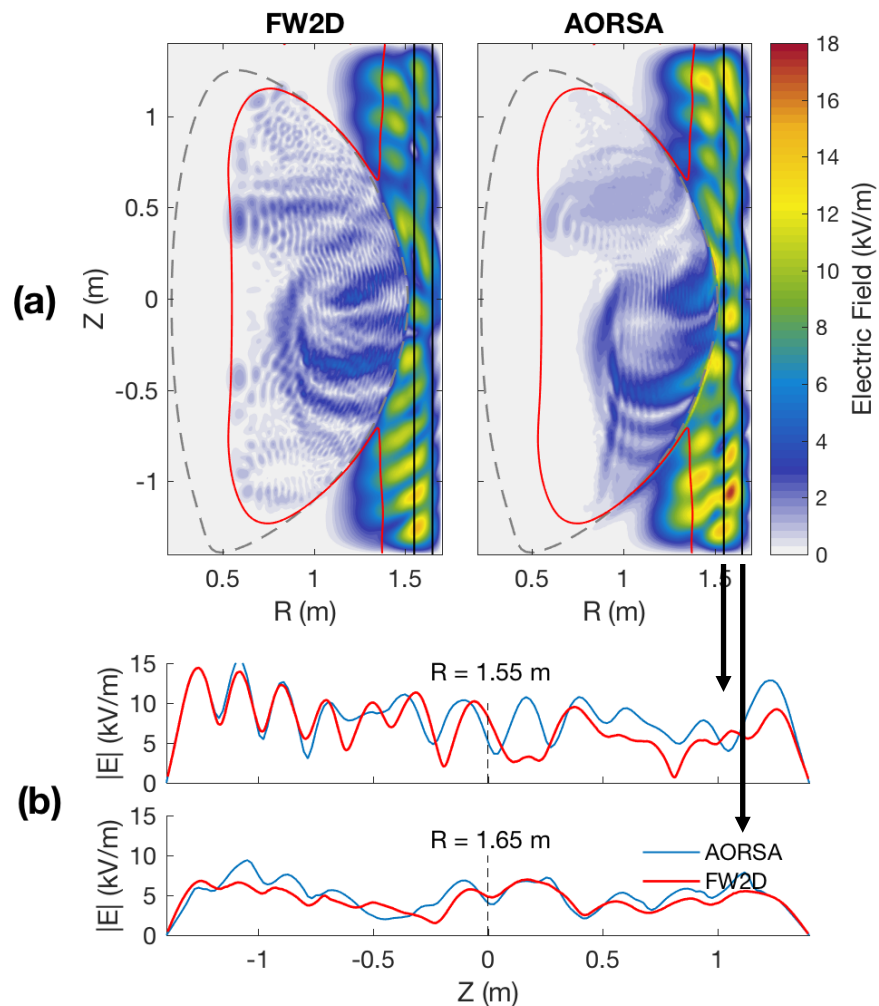 FW2D
AORSA
(a)
Z (m)
1
0.5
0
-0.5
-1
0.5
1
1.5
R (m)
0.5
1
1.5
R (m)
18
16
14
12
10
8
6
4
2
0
Electric Field (kV/m)
(b)
|E| (kV/m)
15
10
5
0
R = 1.55 m
|E| (kV/m)
15
10
5
0
R = 1.65 m
AORSA
FW2D
-1
-0.5
0
0.5
1
Z (m)